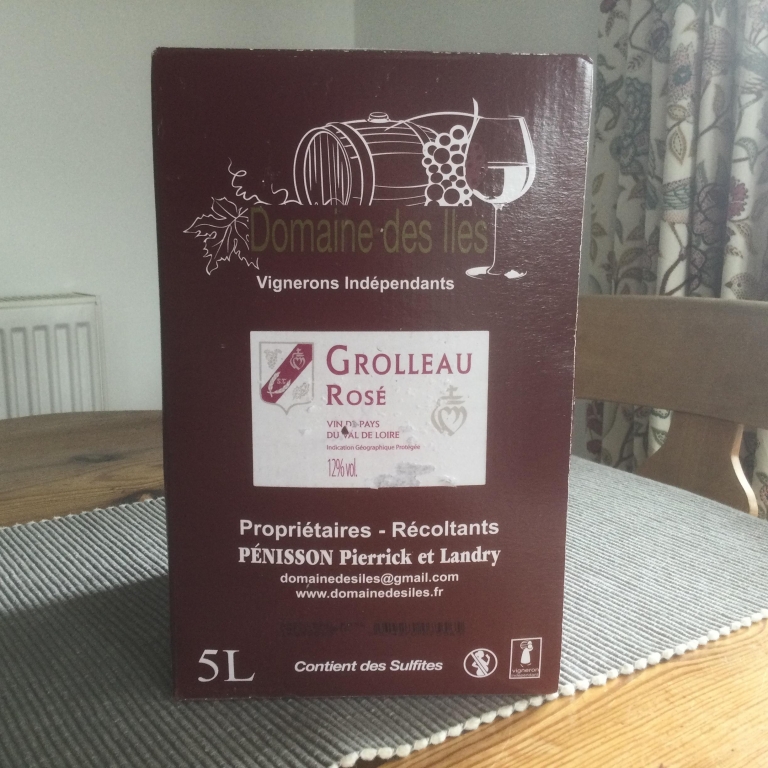 Domaine des Iles
Vignerons Indépendants
GROLLEAU
ROSÉ
VIN DE PAYS
DU VAL DE LOIRE
Indication Géographique Protégée
12% vol.
Propriétaires - Récoltants
PÉNISSON Pierrick et Landry
domainedesiles@gmail.com
www.domainedesiles.fr
5L
Contient des Sulfites
vigneron